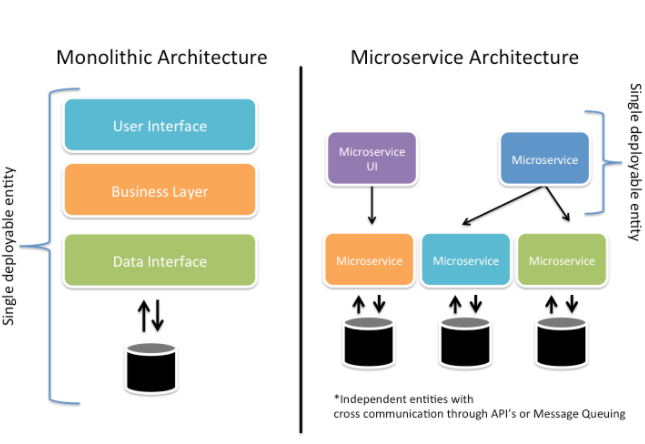 Monolithic Architecture
User Interface
Business Layer
Data Interface
Single deployable entity
Microservice Architecture
Microservice
UI
Microservice
Single deployable entity
Microservice
Microservice
Microservice
*Independent entities with
cross communication through API's or Message Queuing